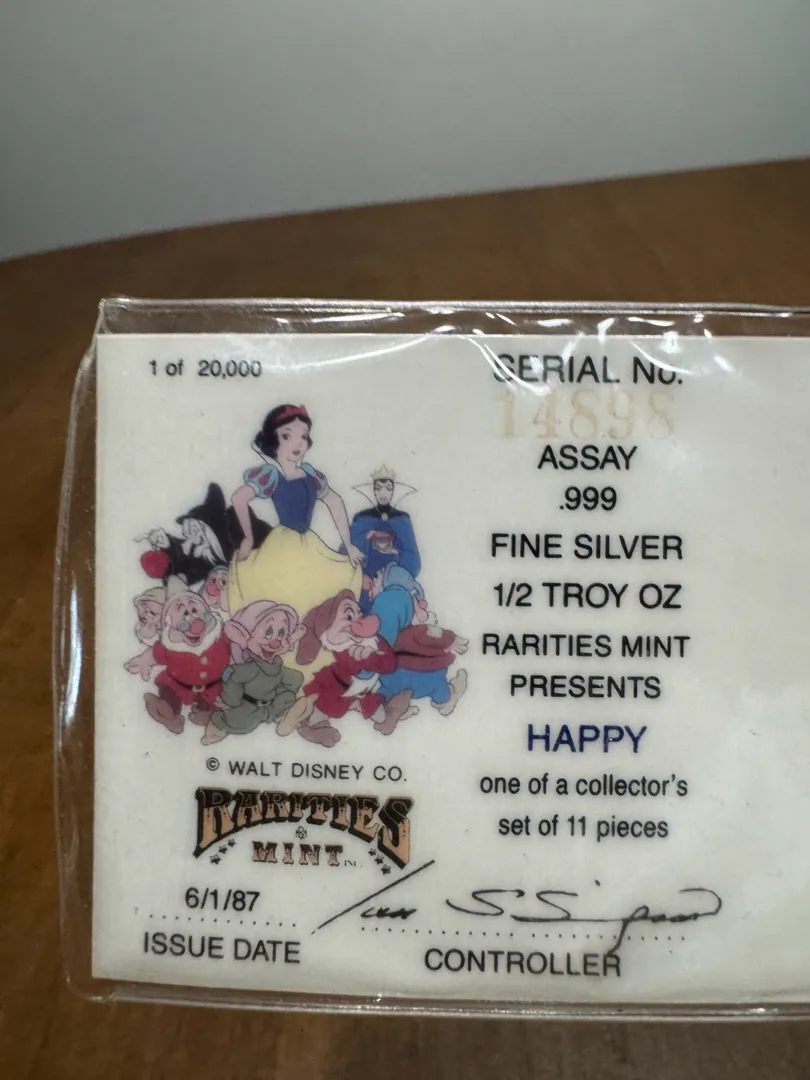 1 of 20,000
SERIAL No.
14898
ASSAY
.999
FINE SILVER
1/2 TROY OZ
RARITIES MINT
PRESENTS
HAPPY
one of a collector's
set of 11 pieces
© WALT DISNEY CO.
RARITIES
MINT INC.
6/1/87
ISSUE DATE
CONTROLLER